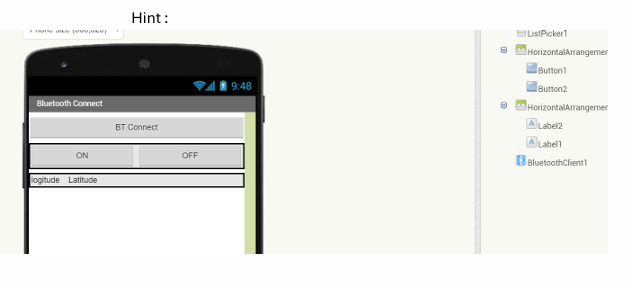 Hint :
Phone size (505,320)
ListPicker1
HorizontalArrangemer
Button1
Button2
HorizontalArrangemer
Label2
Label1
BluetoothClient1
9:48
Bluetooth Connect
BT Connect
ON OFF
logitude Latitude